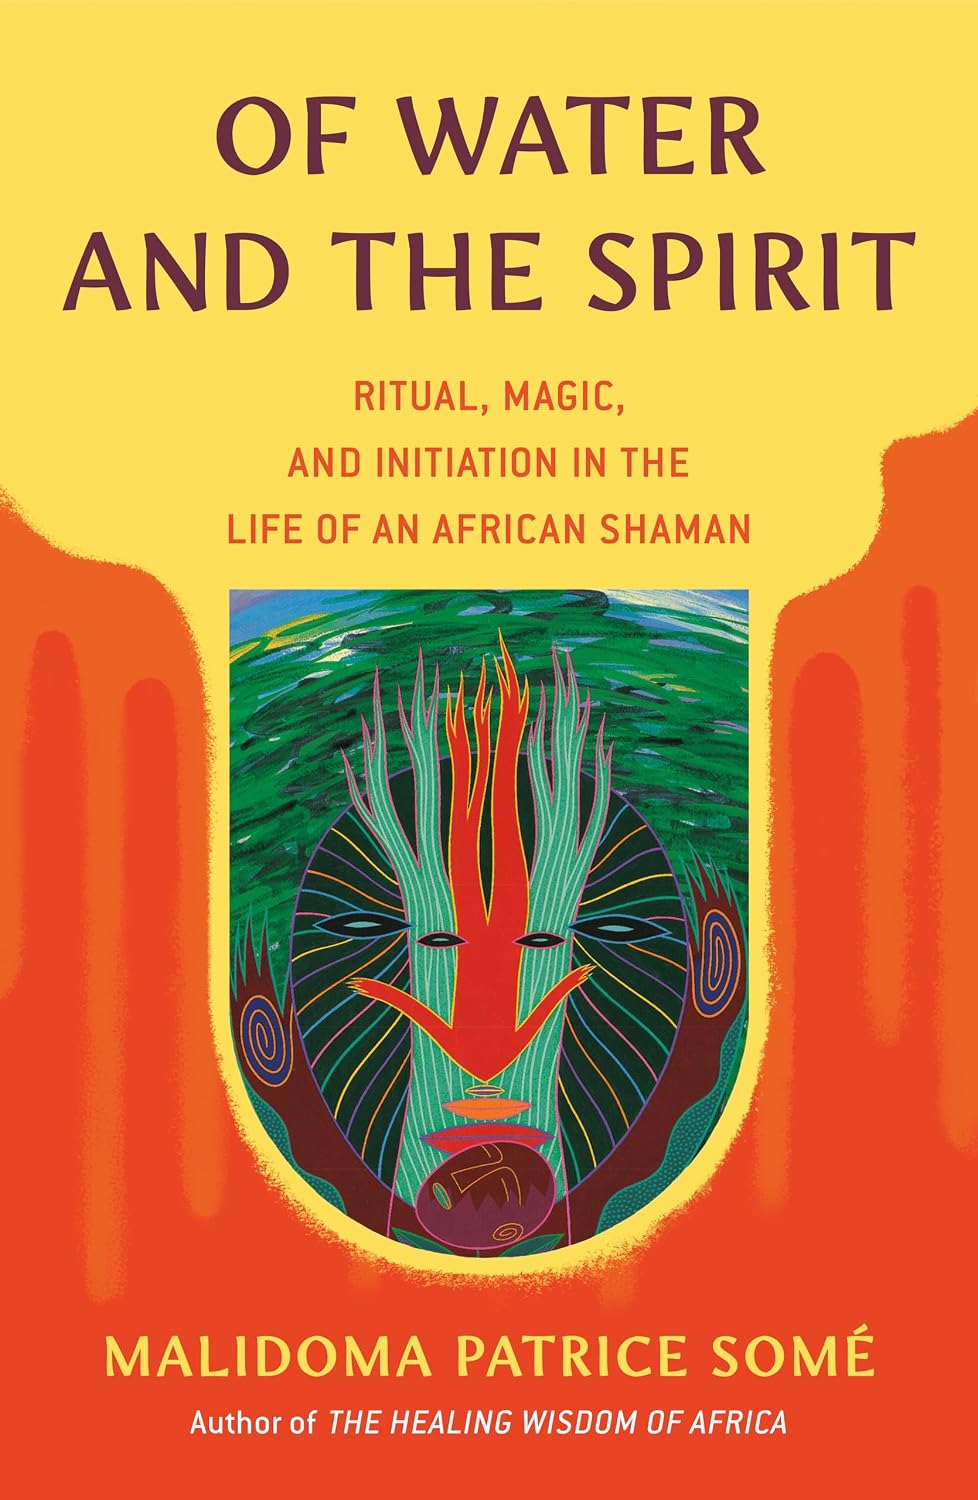 OF WATER
AND THE SPIRIT
RITUAL, MAGIC,
AND INITIATION IN THE
LIFE OF AN AFRICAN SHAMAN
MALIDOMA PATRICE SOMÉ
Author of THE HEALING WISDOM OF AFRICA